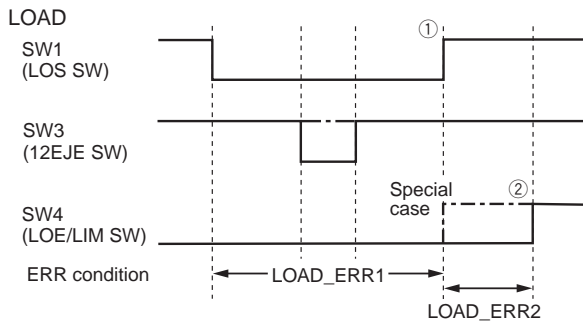 LOAD
SW1
(LOS SW)
①
SW3
(12EJE SW)
SW4
(LOE/LIM SW)
Special
case
②
ERR condition
LOAD_ERR1
LOAD_ERR2